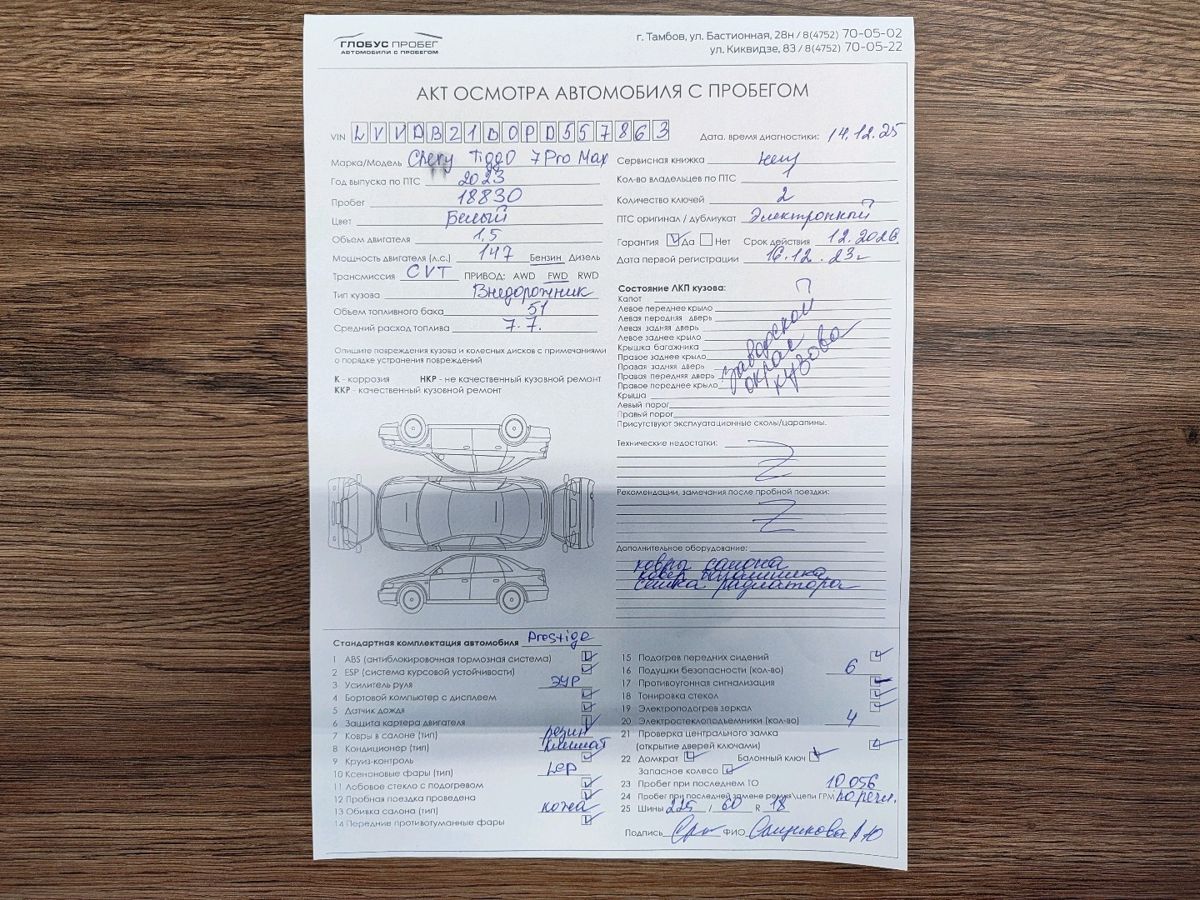 ГЛОБУС ПРОБЕГ
АВТОМОБИЛИ С ПРОБЕГОМ
г. Тамбов, ул. Бастионная, 28н / 8(4752) 70-05-02
ул. Киквидзе, 83 / 8(4752) 70-05-22
АКТ ОСМОТРА АВТОМОБИЛЯ С ПРОБЕГОМ
VIN LVVDB21B0PD557863
Дата, время диагностики: 14.12.25
Марка/Модель Chery Tiggo 7 Pro Max
Год выпуска по ПТС 2023
Пробег 18830
Цвет Белый
Объем двигателя 1,5
Мощность двигателя (л.с.) 147 Бензин Дизель
Трансмиссия CVT ПРИВОД: AWD FWD RWD
Тип кузова Внедорожник
Объем топливного бака 51
Средний расход топлива 7.7.
Сервисная книжка
Кол-во владельцев по ПТС 1
Количество ключей 2
ПТС оригинал / дубликат Электронный
Гарантия Да Нет Срок действия 12.2026.
Дата первой регистрации 16.12.23г
Опишите повреждения кузова и колесных дисков с примечаниями
о порядке устранения повреждений
К - коррозия НКР - не качественный кузовной ремонт
ККР - качественный кузовной ремонт
Состояние ЛКП кузова:
Капот
Левое переднее крыло
Левая передняя дверь
Левая задняя дверь
Левое заднее крыло
Крышка багажника
Правое заднее крыло
Правая задняя дверь
Правая передняя дверь
Правое переднее крыло
Крыша
Левый порог
Правый порог
заводской
окрас
кузова
Присутствуют эксплуатационные сколы/царапины.
Технические недостатки:
Рекомендации, замечания после пробной поездки:
Дополнительное оборудование:
ковры салона
ковер багажника
сетка радиатора
Стандартная комплектация автомобиля Prestige
1 ABS (антиблокировочная тормозная система)
2 ESP (система курсовой устойчивости)
3 Усилитель руля ЭУР
4 Бортовой компьютер с дисплеем
5 Датчик дождя
6 Защита картера двигателя
7 Ковры в салоне (тип) резин
8 Кондиционер (тип) климат
9 Круиз-контроль
10 Ксеноновые фары (тип) LED
11 Лобовое стекло с подогревом
12 Пробная поездка проведена
13 Обивка салона (тип) кожа
14 Передние противотуманные фары
15 Подогрев передних сидений
16 Подушки безопасности (кол-во) 6
17 Противоугонная сигнализация
18 Тонировка стекол
19 Электроподогрев зеркал
20 Электростеклоподъемники (кол-во) 4
21 Проверка центрального замка
(открытие дверей ключами)
22 Домкрат Балонный ключ
Запасное колесо
23 Пробег при последнем ТО 10 056
24 Пробег при последней замене ремня\цепи ГРМ
25 Шины 225 / 60 R 18
Подпись ФИО